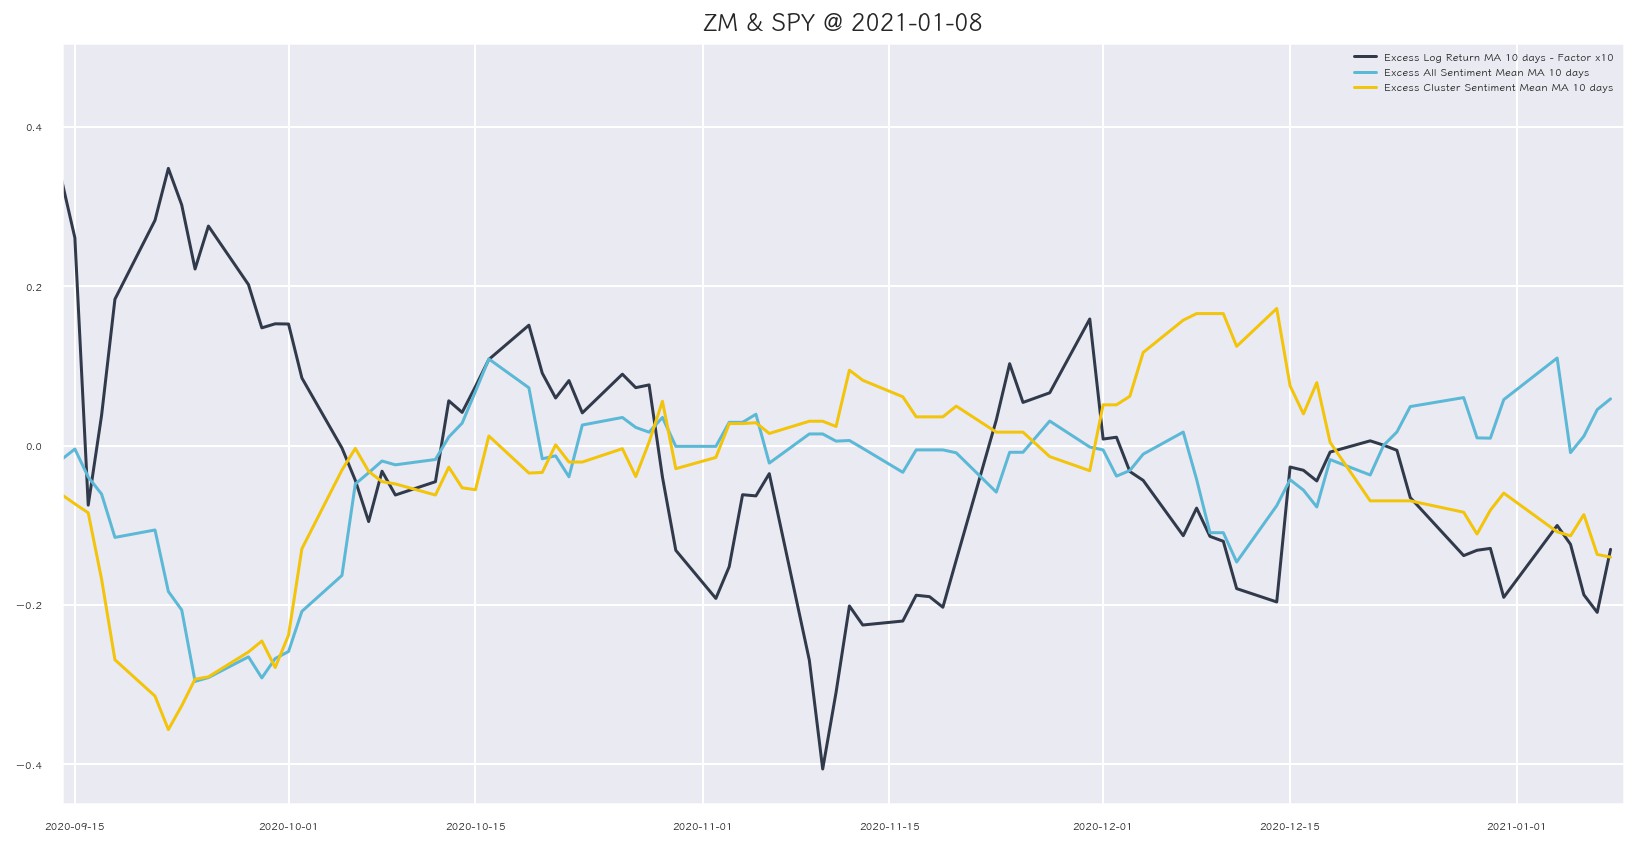 ZM & SPY @ 2021-01-08
Excess Log Return MA 10 days - Factor x10
Excess All Sentiment Mean MA 10 days
Excess Cluster Sentiment Mean MA 10 days
0.4
0.2
0.0
−0.2
−0.4
2020-09-15 2020-10-01 2020-10-15 2020-11-01 2020-11-15 2020-12-01 2020-12-15 2021-01-01